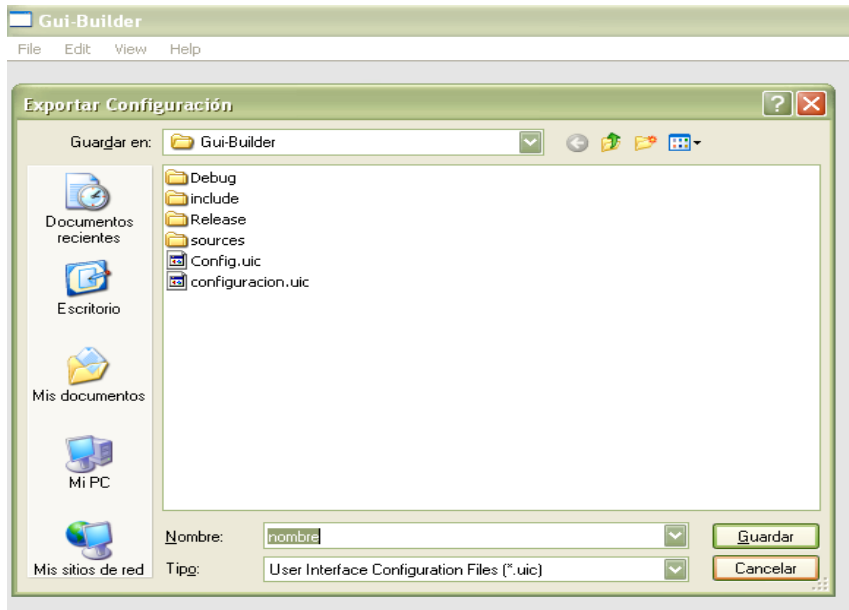 Gui-Builder
File Edit View Help
Exportar Configuración
Guardar en: Gui-Builder
Debug
include
Release
sources
Config.uic
configuracion.uic
Documentos
recientes
Escritorio
Mis documentos
Mi PC
Mis sitios de red
Nombre: nombre Guardar
Tipo: User Interface Configuration Files (*.uic) Cancelar